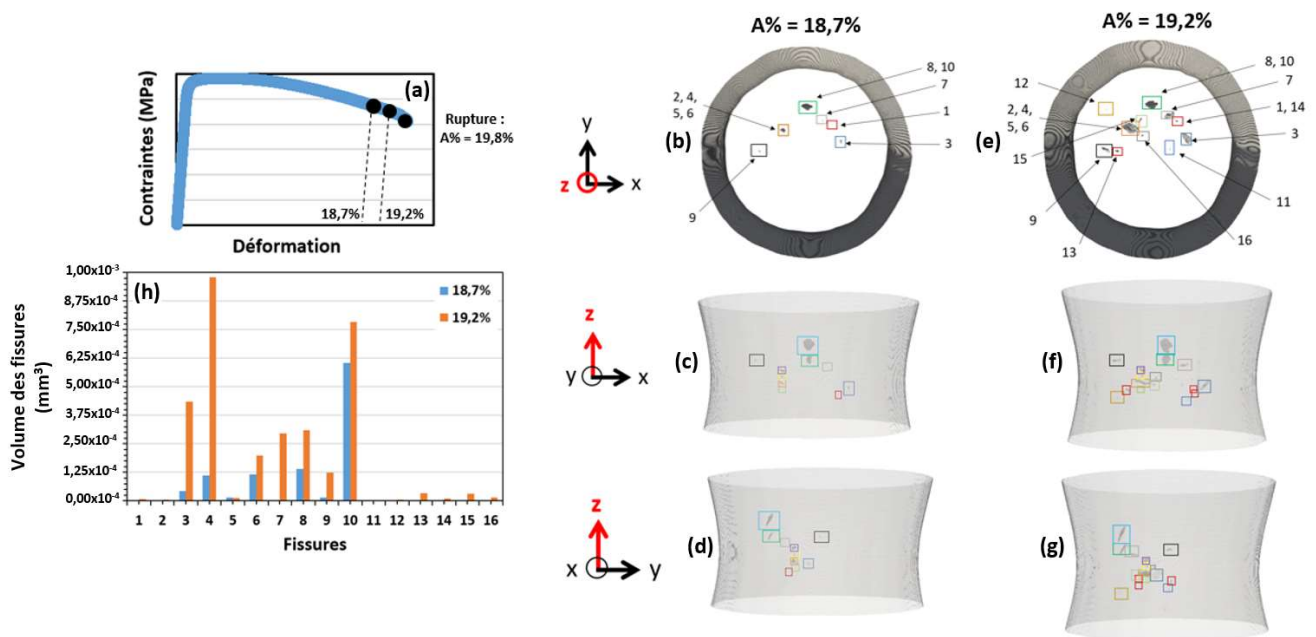 A% = 18,7%
A% = 19,2%
(a)
Contraintes (MPa)
Rupture :
A% = 19,8%
18,7%
19,2%
Déformation
y
z
x
(b)
8, 10
7
2, 4,
5, 6
1
3
9
(e)
8, 10
7
12
2, 4,
5, 6
1, 14
3
15
11
9
13
16
(h)
1,00x10-3
8,75x10-4
7,50x10-4
6,25x10-4
5,00x10-4
3,75x10-4
2,50x10-4
1,25x10-4
0,00x10-4
18,7%
19,2%
Volume des fissures
(mm3)
1 2 3 4 5 6 7 8 9 10 11 12 13 14 15 16
Fissures
z
y
x
(c)
(f)
z
x
y
(d)
(g)